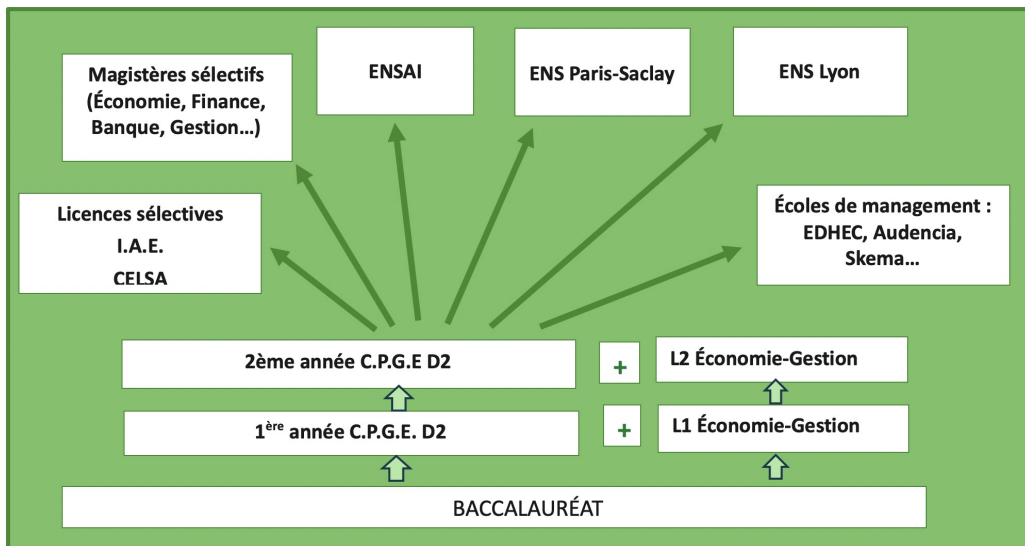 Magistères sélectifs
(Économie, Finance,
Banque, Gestion…)
ENSAI
ENS Paris-Saclay
ENS Lyon
Licences sélectives
I.A.E.
CELSA
Écoles de management :
EDHEC, Audencia,
Skema…
2ème année C.P.G.E D2
+
L2 Économie-Gestion
1ère année C.P.G.E. D2
+
L1 Économie-Gestion
BACCALAURÉAT